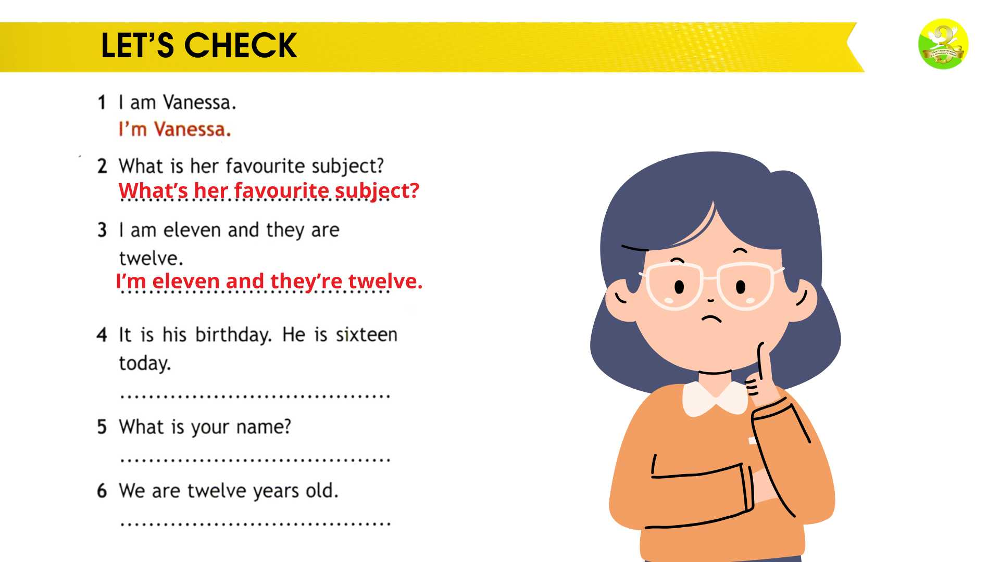 LET’S CHECK
1 I am Vanessa.
I’m Vanessa.
2 What is her favourite subject?
What’s her favourite subject?
3 I am eleven and they are
twelve.
I’m eleven and they’re twelve.
4 It is his birthday. He is sixteen
today.
5 What is your name?
6 We are twelve years old.
3